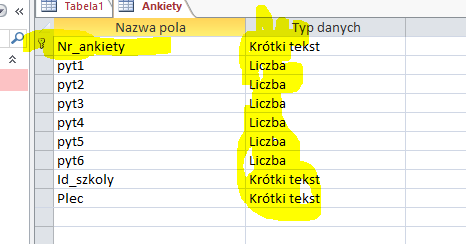 Tabela1 Ankiety
Nazwa pola Typ danych
Nr_ankiety Krótki tekst
pyt1 Liczba
pyt2 Liczba
pyt3 Liczba
pyt4 Liczba
pyt5 Liczba
pyt6 Liczba
Id_szkoly Krótki tekst
Plec Krótki tekst